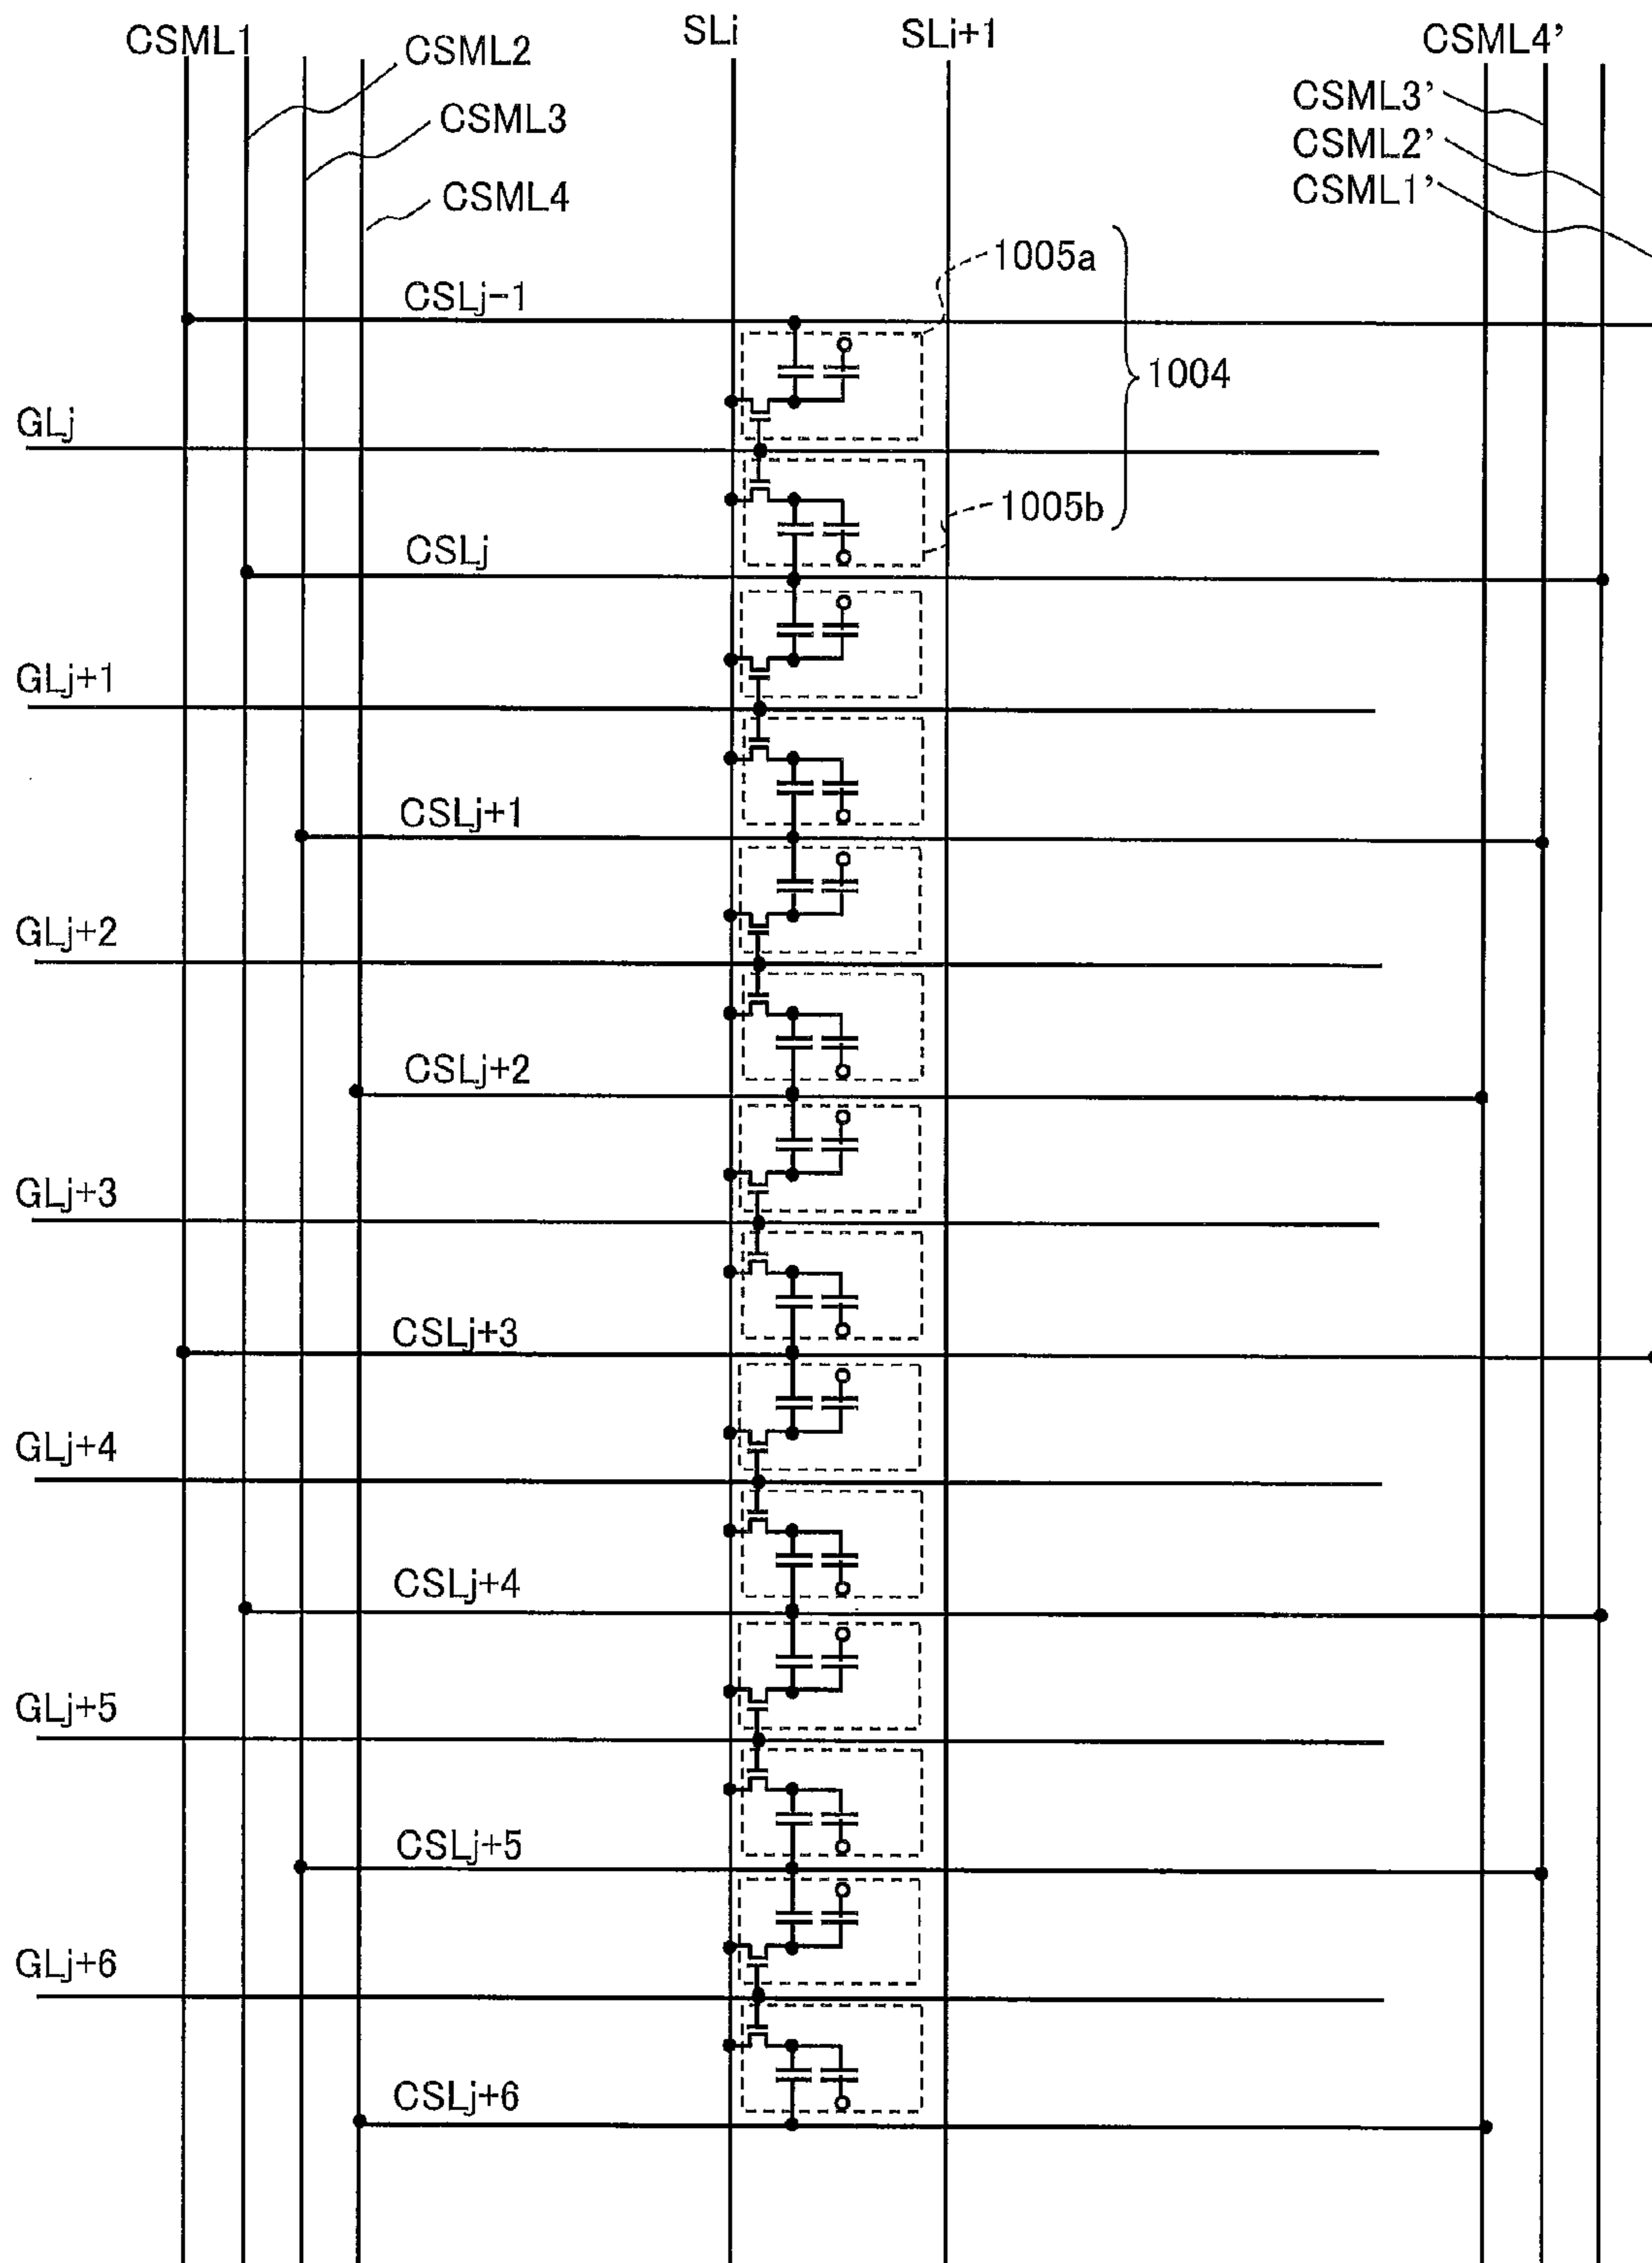 CSML1
SLi
SLi+1
CSML4’
CSML2
CSML3
CSML4
CSML3’
CSML2’
CSML1’
1005a
CSLj-1
1004
GLj
1005b
CSLj
GLj+1
CSLj+1
GLj+2
CSLj+2
GLj+3
CSLj+3
GLj+4
CSLj+4
GLj+5
CSLj+5
GLj+6
CSLj+6